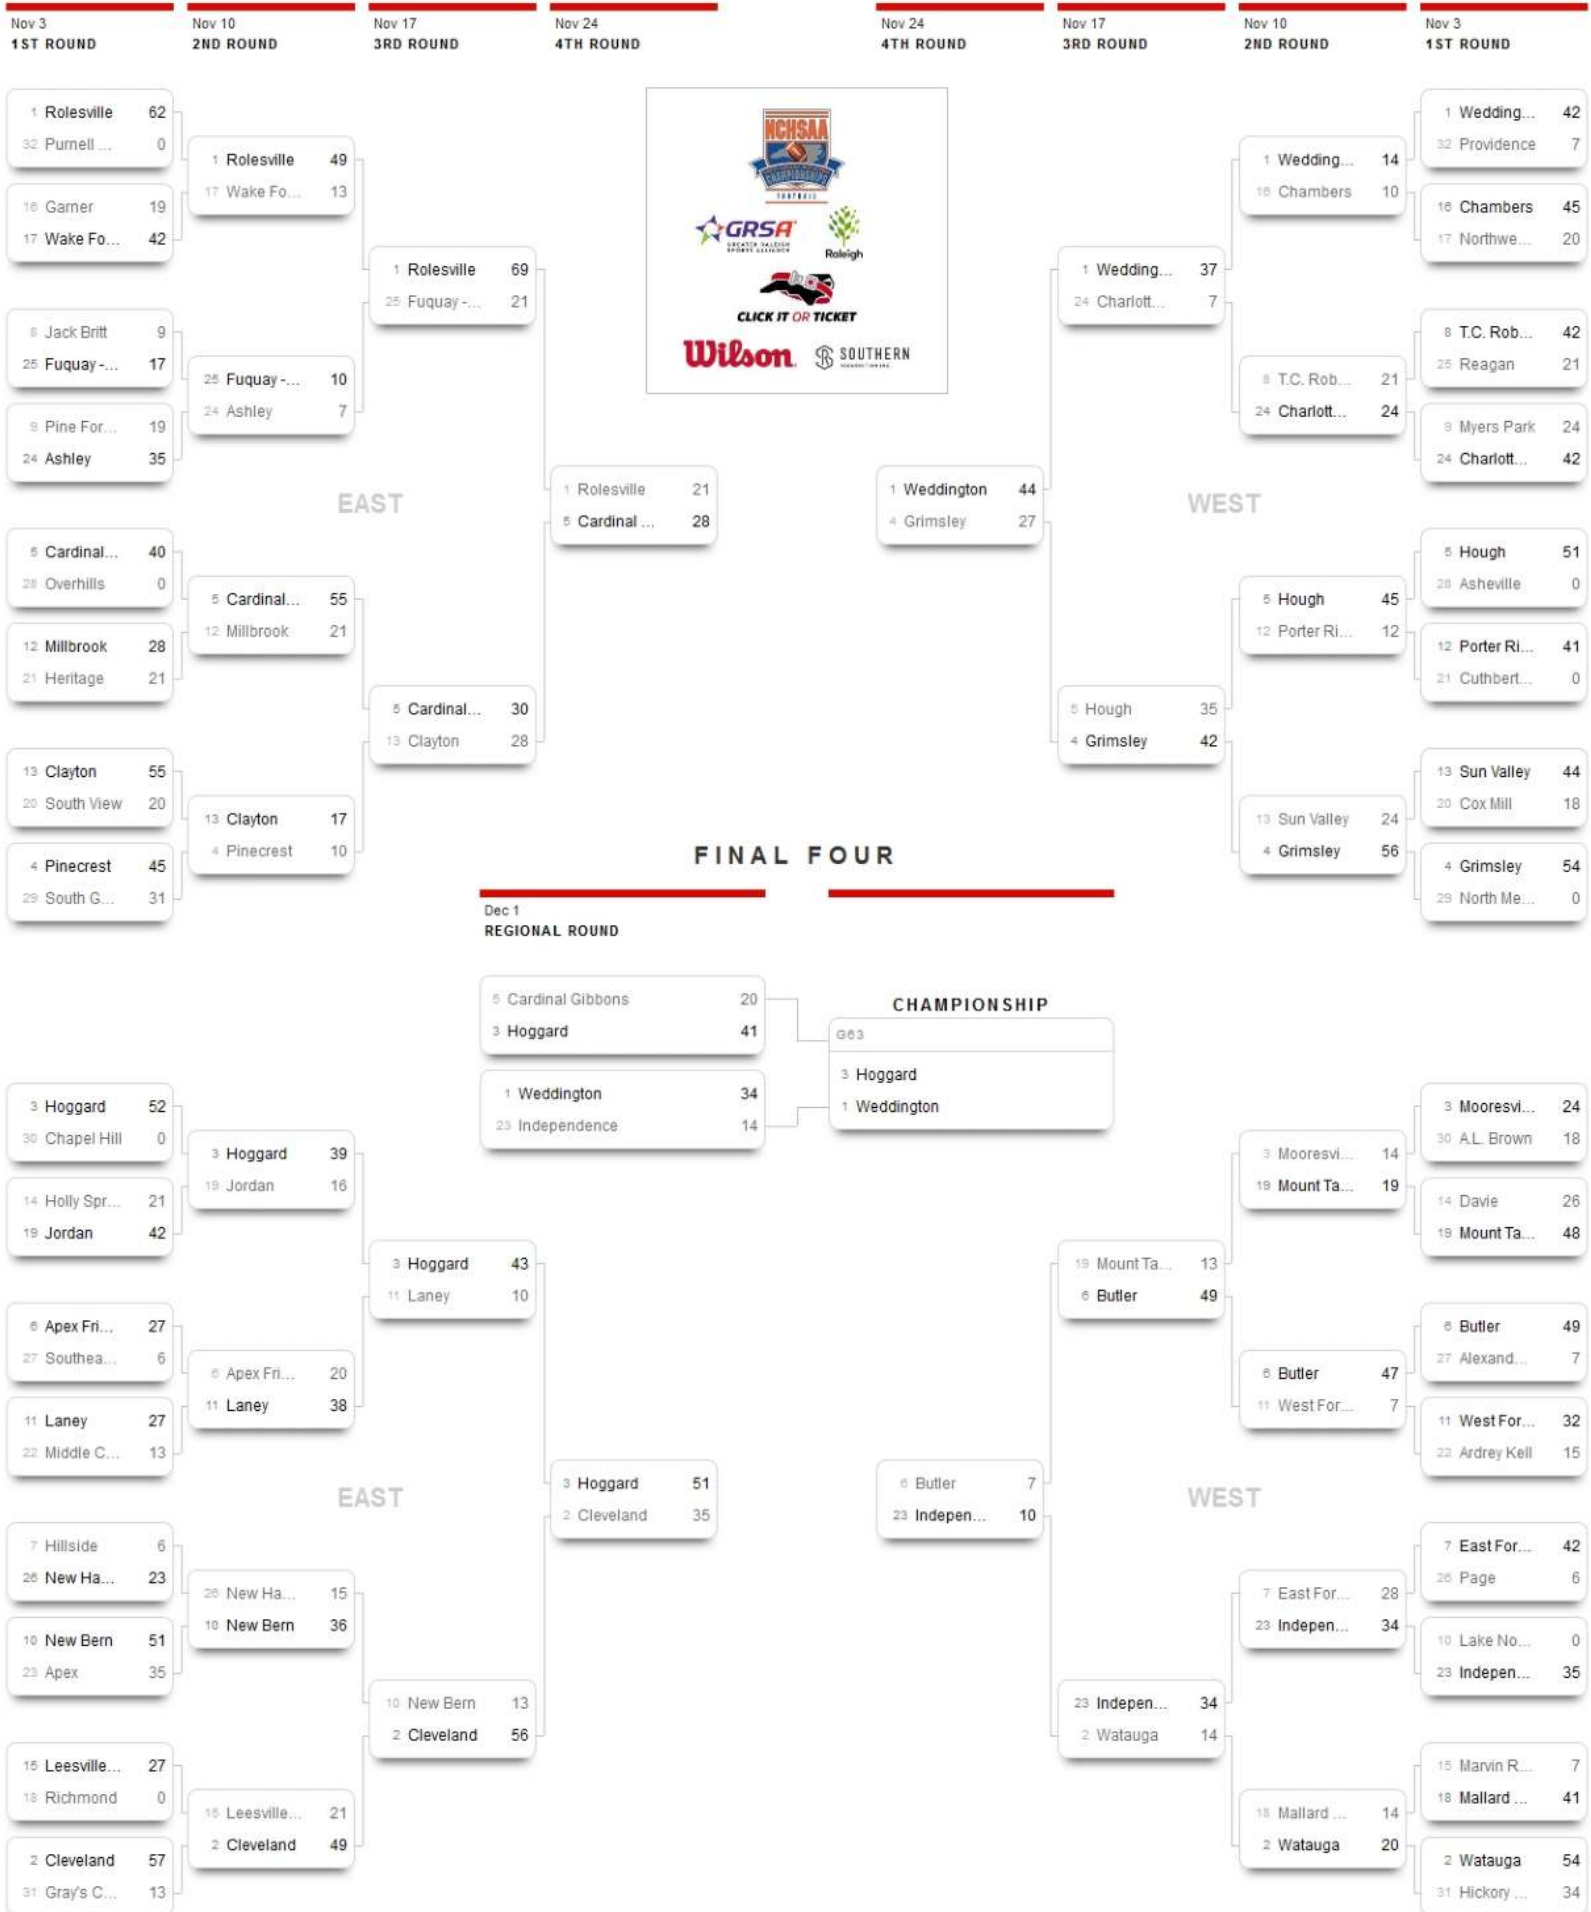 Nov 3
1ST ROUND
Nov 10
2ND ROUND
Nov 17
3RD ROUND
Nov 24
4TH ROUND
Nov 24
4TH ROUND
Nov 17
3RD ROUND
Nov 10
2ND ROUND
Nov 3
1ST ROUND
1 Rolesville 62
32 Purnell ... 0
16 Garner 19
17 Wake Fo... 42
8 Jack Britt 9
25 Fuquay -... 17
9 Pine For... 19
24 Ashley 35
5 Cardinal... 40
28 Overhills 0
12 Millbrook 28
21 Heritage 21
13 Clayton 55
20 South View 20
4 Pinecrest 45
29 South G... 31
1 Rolesville 49
17 Wake Fo... 13
25 Fuquay -... 10
24 Ashley 7
5 Cardinal... 55
12 Millbrook 21
13 Clayton 17
4 Pinecrest 10
1 Rolesville 69
25 Fuquay -... 21
5 Cardinal... 30
13 Clayton 28
EAST
1 Rolesville 21
5 Cardinal ... 28
NCHSAA
CHAMPIONSHIPS
FOOTBALL
GRSA
GREATER RALEIGH
SPORTS ALLIANCE
Raleigh
CLICK IT OR TICKET
Wilson
SOUTHERN
1 Weddington 44
4 Grimsley 27
WEST
1 Wedding... 37
24 Charlott... 7
5 Hough 35
4 Grimsley 42
1 Wedding... 14
16 Chambers 10
8 T.C. Rob... 21
24 Charlott... 24
5 Hough 45
12 Porter Ri... 12
13 Sun Valley 24
4 Grimsley 56
1 Wedding... 42
32 Providence 7
16 Chambers 45
17 Northwe... 20
8 T.C. Rob... 42
25 Reagan 21
9 Myers Park 24
24 Charlott... 42
5 Hough 51
28 Asheville 0
12 Porter Ri... 41
21 Cuthbert... 0
13 Sun Valley 44
20 Cox Mill 18
4 Grimsley 54
29 North Me... 0
FINAL FOUR
Dec 1
REGIONAL ROUND
5 Cardinal Gibbons 20
3 Hoggard 41
1 Weddington 34
23 Independence 14
CHAMPIONSHIP
G63
3 Hoggard
1 Weddington
3 Hoggard 52
30 Chapel Hill 0
14 Holly Spr... 21
19 Jordan 42
6 Apex Fri... 27
27 Southea... 6
11 Laney 27
22 Middle C... 13
7 Hillside 6
26 New Ha... 23
10 New Bern 51
23 Apex 35
15 Leesville... 27
18 Richmond 0
2 Cleveland 57
31 Gray's C... 13
3 Hoggard 39
19 Jordan 16
6 Apex Fri... 20
11 Laney 38
26 New Ha... 15
10 New Bern 36
15 Leesville... 21
2 Cleveland 49
3 Hoggard 43
11 Laney 10
10 New Bern 13
2 Cleveland 56
EAST
3 Hoggard 51
2 Cleveland 35
6 Butler 7
23 Indepen... 10
WEST
19 Mount Ta... 13
6 Butler 49
23 Indepen... 34
2 Watauga 14
3 Mooresvi... 14
19 Mount Ta... 19
6 Butler 47
11 West For... 7
7 East For... 28
23 Indepen... 34
18 Mallard ... 14
2 Watauga 20
3 Mooresvi... 24
30 A.L. Brown 18
14 Davie 26
19 Mount Ta... 48
6 Butler 49
27 Alexand... 7
11 West For... 32
22 Ardrey Kell 15
7 East For... 42
26 Page 6
10 Lake No... 0
23 Indepen... 35
15 Marvin R... 7
18 Mallard ... 41
2 Watauga 54
31 Hickory ... 34